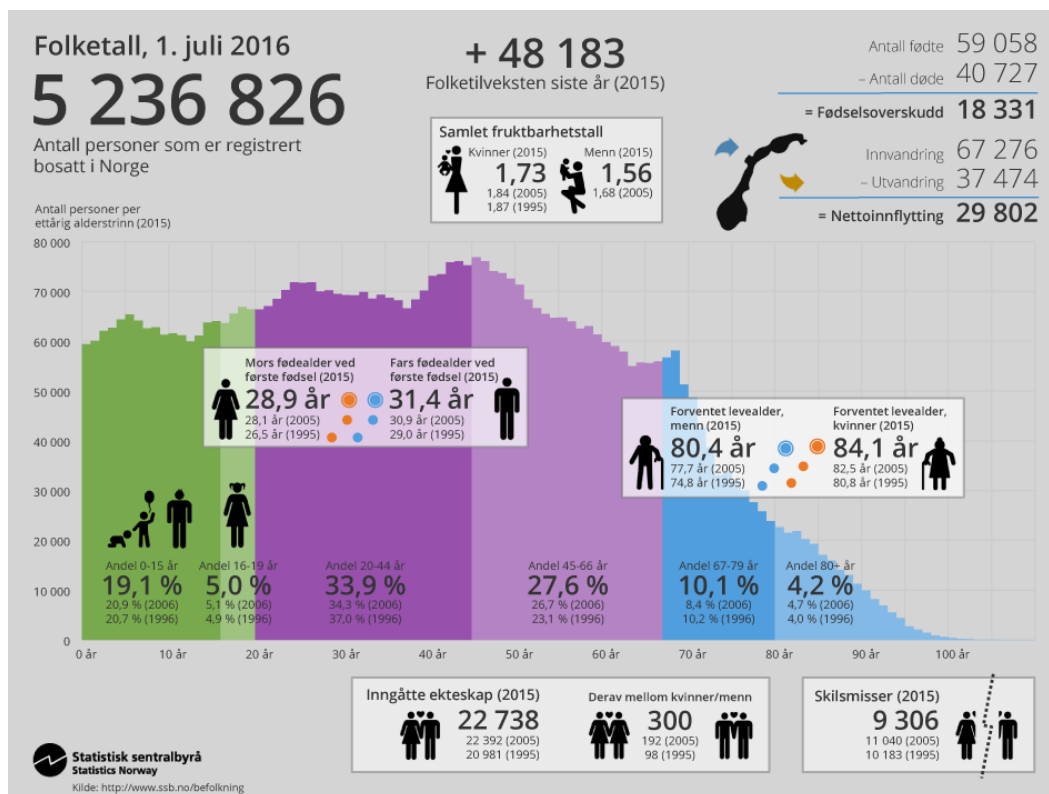 Folketall, 1. juli 2016
5 236 826
Antall personer som er registrert
bosatt i Norge
+ 48 183
Folketilveksten siste år (2015)
Antall fødte 59 058
– Antall døde 40 727
= Fødselsoverskudd 18 331
Innvandring 67 276
– Utvandring 37 474
= Nettoinnflytting 29 802
Samlet fruktbarhetstall
Kvinner (2015)
1,73
1,84 (2005)
1,87 (1995)
Menn (2015)
1,56
1,68 (2005)
Antall personer per
ettårig alderstrinn (2015)
80 000
70 000
60 000
50 000
40 000
30 000
20 000
10 000
0
Mors fødealder ved
første fødsel (2015)
28,9 år
28,1 år (2005)
26,5 år (1995)
Fars fødealder ved
første fødsel (2015)
31,4 år
30,9 år (2005)
29,0 år (1995)
Forventet levealder,
menn (2015)
80,4 år
77,7 år (2005)
74,8 år (1995)
Forventet levealder,
kvinner (2015)
84,1 år
82,5 år (2005)
80,8 år (1995)
Andel 0-15 år
19,1 %
20,9 % (2006)
20,7 % (1996)
Andel 16-19 år
5,0 %
5,1 % (2006)
4,9 % (1996)
Andel 20-44 år
33,9 %
34,3 % (2006)
37,0 % (1996)
Andel 45-66 år
27,6 %
26,7 % (2006)
23,1 % (1996)
Andel 67-79 år
10,1 %
8,4 % (2006)
10,2 % (1996)
Andel 80+ år
4,2 %
4,7 % (2006)
4,0 % (1996)
0 år 10 år 20 år 30 år 40 år 50 år 60 år 70 år 80 år 90 år 100 år
Inngåtte ekteskap (2015)
22 738
22 392 (2005)
20 981 (1995)
Derav mellom kvinner/menn
300
192 (2005)
98 (1995)
Skilsmisser (2015)
9 306
11 040 (2005)
10 183 (1995)
Statistisk sentralbyrå
Statistics Norway
Kilde: http://www.ssb.no/befolkning